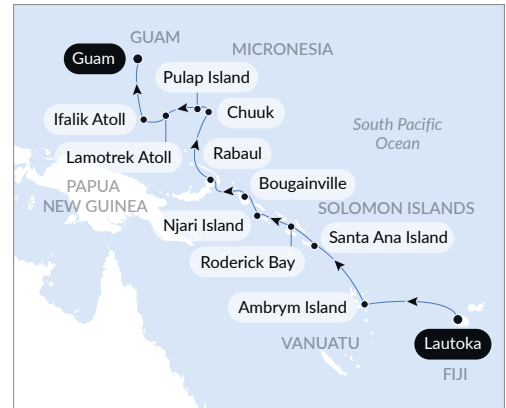 GUAM
MICRONESIA
Guam
Pulap Island
Ifalik Atoll
Chuuk
South Pacific
Ocean
Lamotrek Atoll
Rabaul
PAPUA
NEW GUINEA
Bougainville
Njari Island
SOLOMON ISLANDS
Santa Ana Island
Roderick Bay
Ambrym Island
VANUATU
Lautoka
FIJI